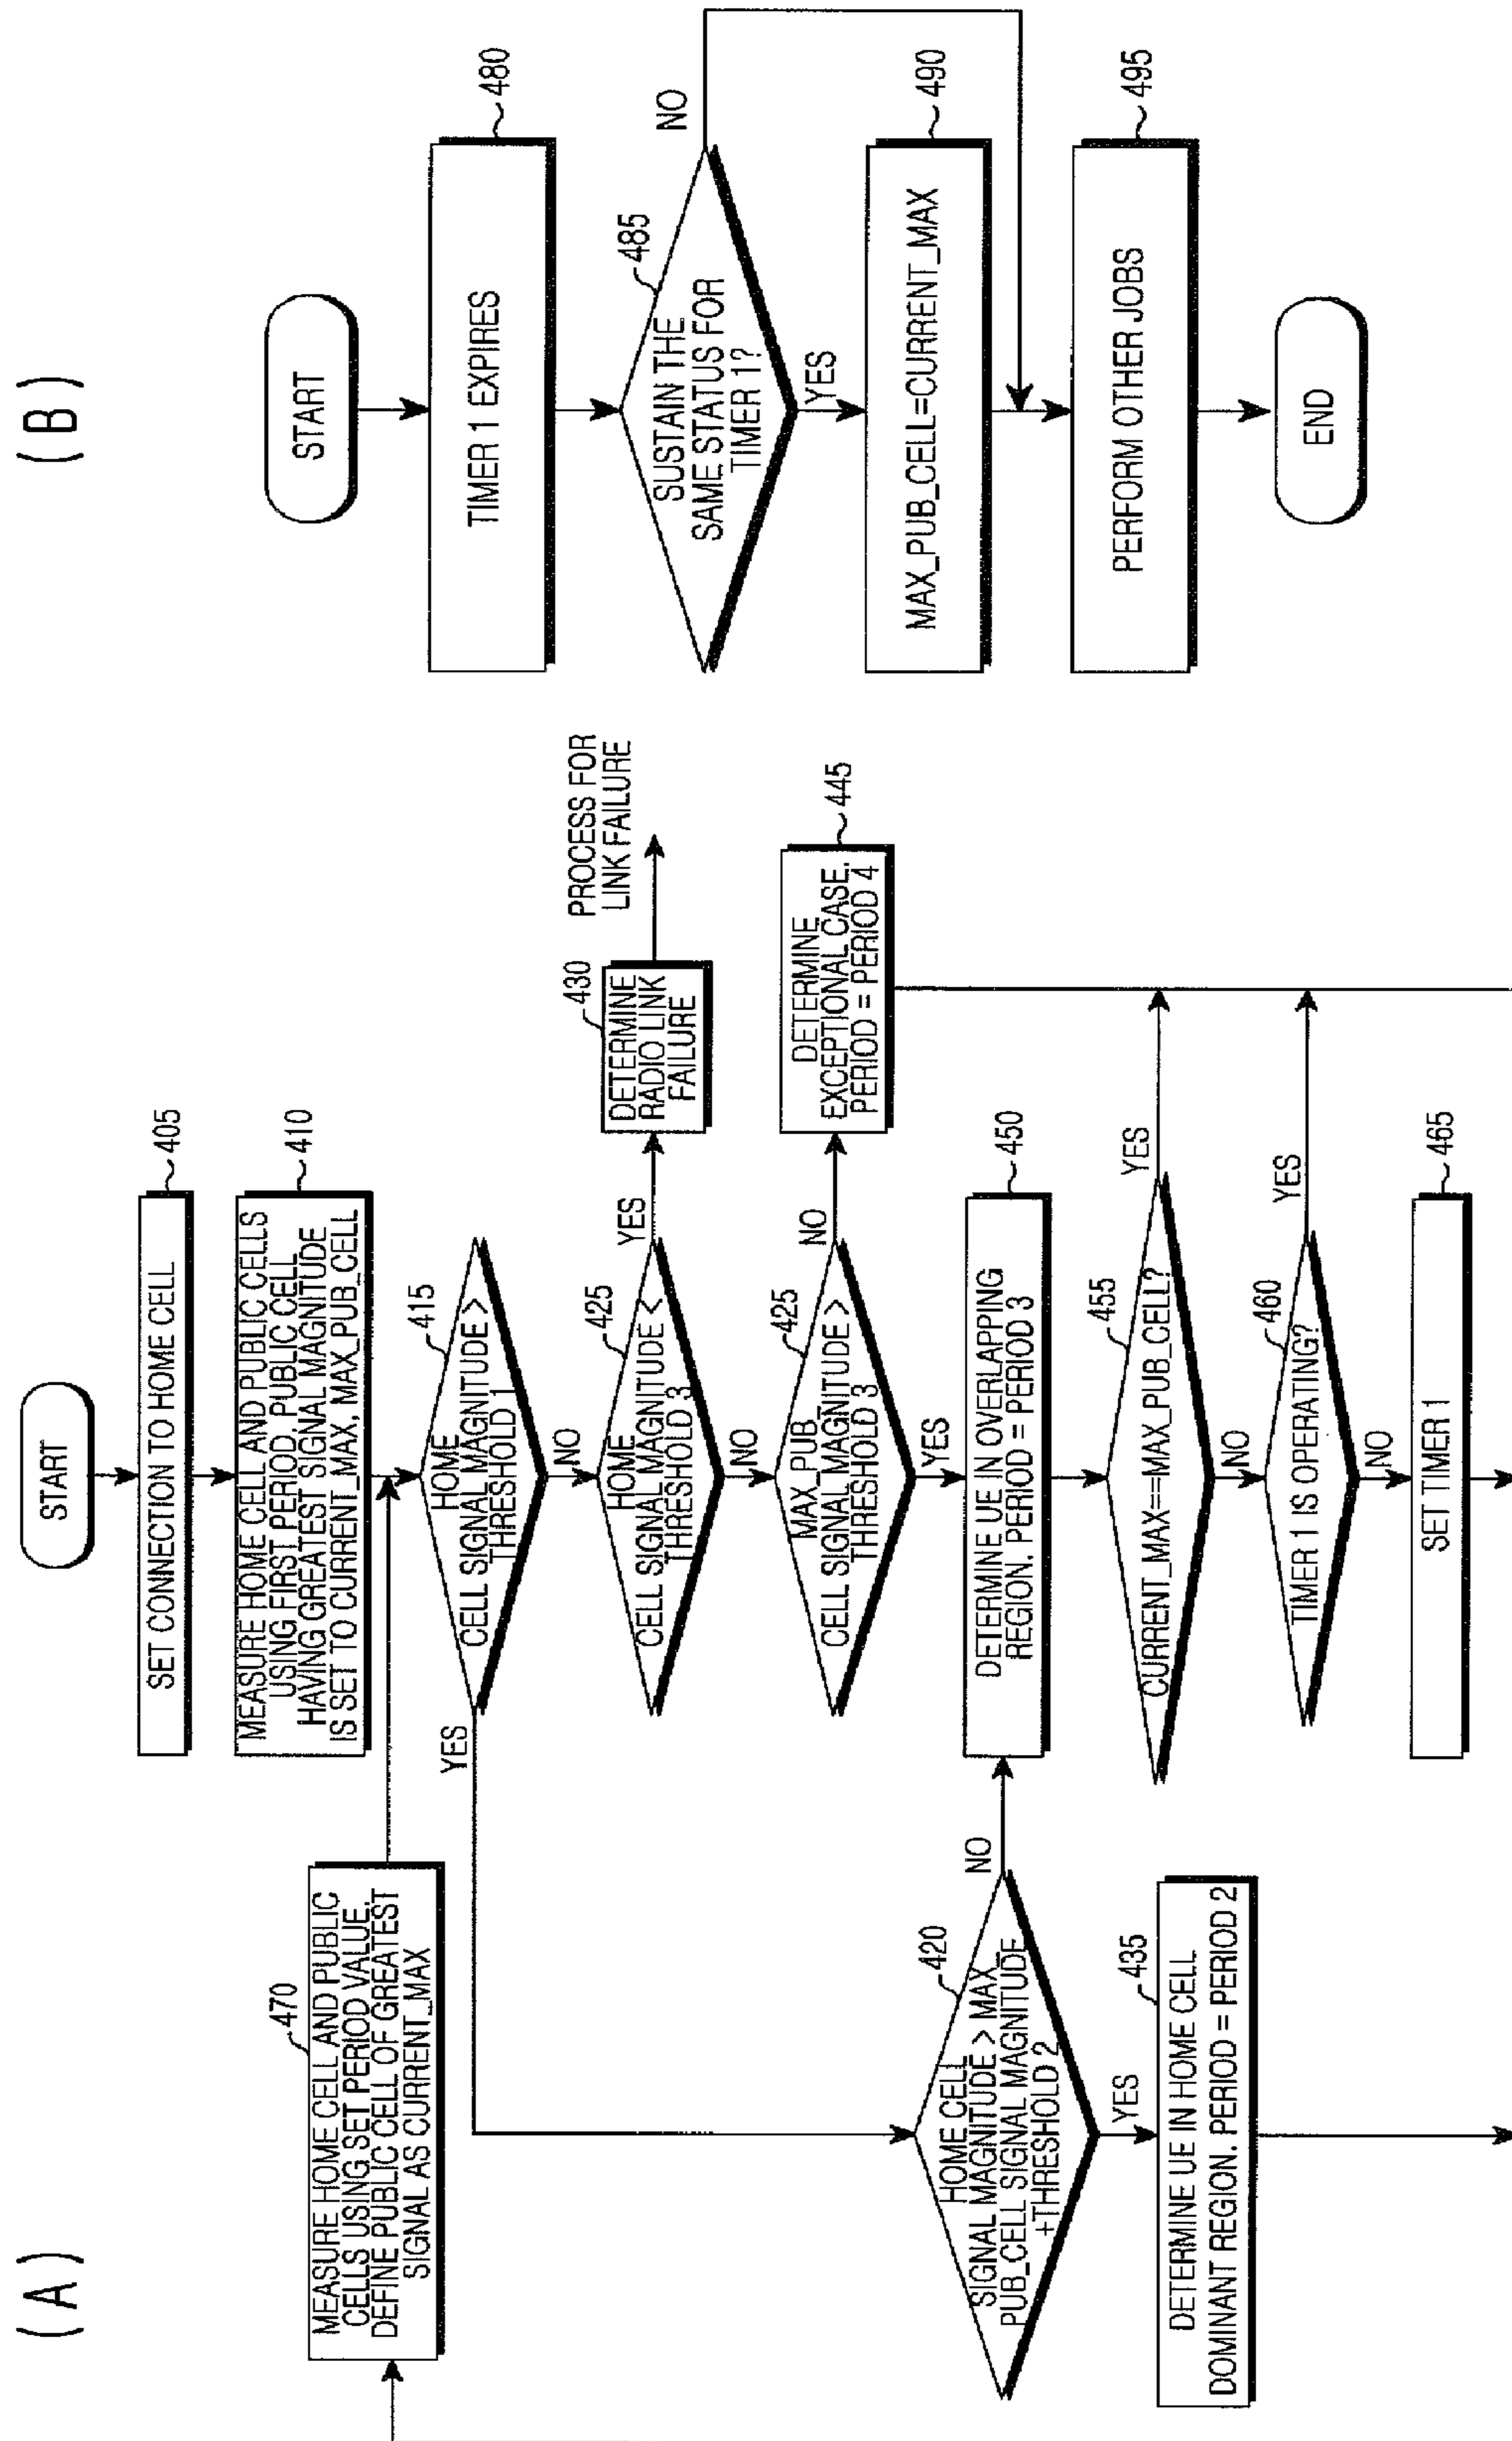 (A)
START
SET CONNECTION TO HOME CELL
405
MEASURE HOME CELL AND PUBLIC CELLS
USING FIRST PERIOD. PUBLIC CELL
HAVING GREATEST SIGNAL MAGNITUDE
IS SET TO CURRENT_MAX, MAX_PUB_CELL
410
470
MEASURE HOME CELL AND PUBLIC
CELLS USING SET PERIOD VALUE.
DEFINE PUBLIC CELL OF GREATEST
SIGNAL AS CURRENT_MAX
415
HOME
CELL SIGNAL MAGNITUDE >
THRESHOLD 1
YES
NO
425
HOME
CELL SIGNAL MAGNITUDE <
THRESHOLD 3
YES
430
DETERMINE
RADIO LINK
FAILURE
PROCESS FOR
LINK FAILURE
NO
425
MAX_PUB
CELL SIGNAL MAGNITUDE >
THRESHOLD 3
NO
DETERMINE
EXCEPTIONAL CASE.
PERIOD = PERIOD 4
445
YES
420
HOME CELL
SIGNAL MAGNITUDE > MAX_
PUB_CELL SIGNAL MAGNITUDE
+THRESHOLD 2
NO
DETERMINE UE IN OVERLAPPING
REGION. PERIOD = PERIOD 3
450
YES
435
DETERMINE UE IN HOME CELL
DOMINANT REGION. PERIOD = PERIOD 2
455
CURRENT_MAX==MAX_PUB_CELL?
YES
NO
460
TIMER 1 IS OPERATING?
YES
NO
SET TIMER 1
465
(B)
START
TIMER 1 EXPIRES
480
485
SUSTAIN THE
SAME STATUS FOR
TIMER 1?
NO
YES
MAX_PUB_CELL=CURRENT_MAX
490
PERFORM OTHER JOBS
495
END